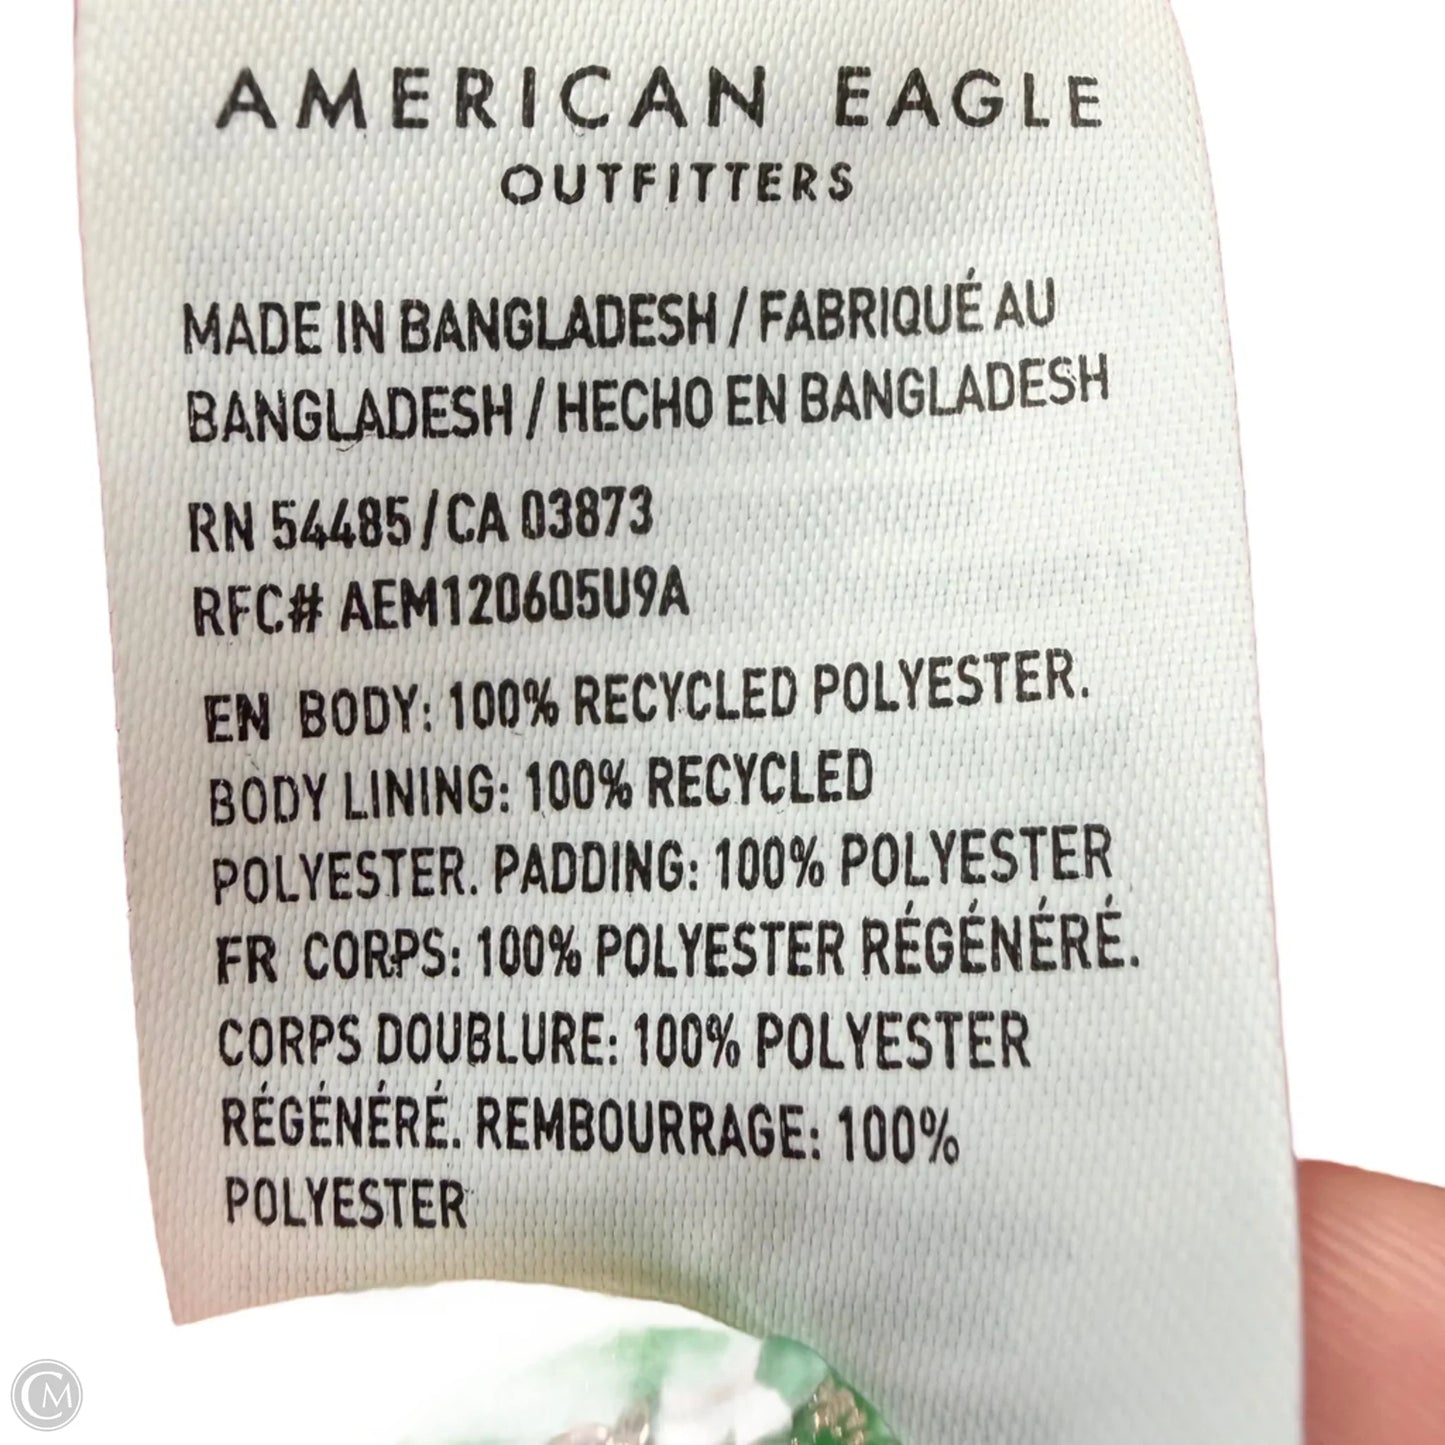 AMERICAN EAGLE
OUTFITTERS
MADE IN BANGLADESH / FABRIQUÉ AU
BANGLADESH / HECHO EN BANGLADESH
RN 54485 / CA 03873
RFC# AEM120605U9A
EN BODY: 100% RECYCLED POLYESTER.
BODY LINING: 100% RECYCLED
POLYESTER. PADDING: 100% POLYESTER
FR CORPS: 100% POLYESTER RÉGÉNÉRÉ.
CORPS DOUBLURE: 100% POLYESTER
RÉGÉNÉRÉ. REMBOURRAGE: 100%
POLYESTER
CM